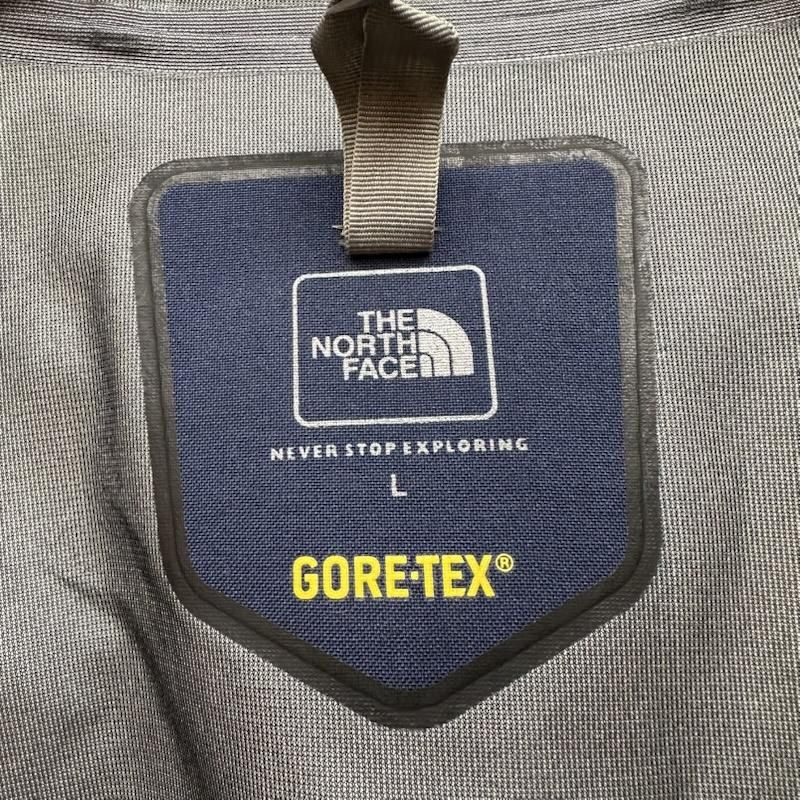 THE
NORTH
FACE
NEVER STOP EXPLORING
L
GORE-TEX®